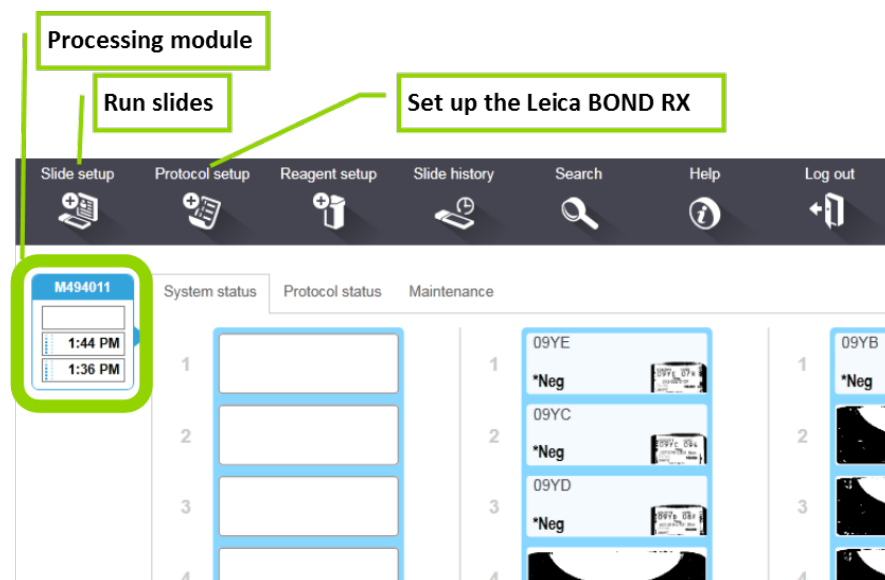 Processing module
Run slides
Set up the Leica BOND RX
Slide setup Protocol setup Reagent setup Slide history Search Help Log out
M494011
System status Protocol status Maintenance
1:44 PM
1:36 PM
1
1 09YE
*Neg
1 09YB
*Neg
2
2 09YC
*Neg
2
3
3 09YD
*Neg
3
4
4
4